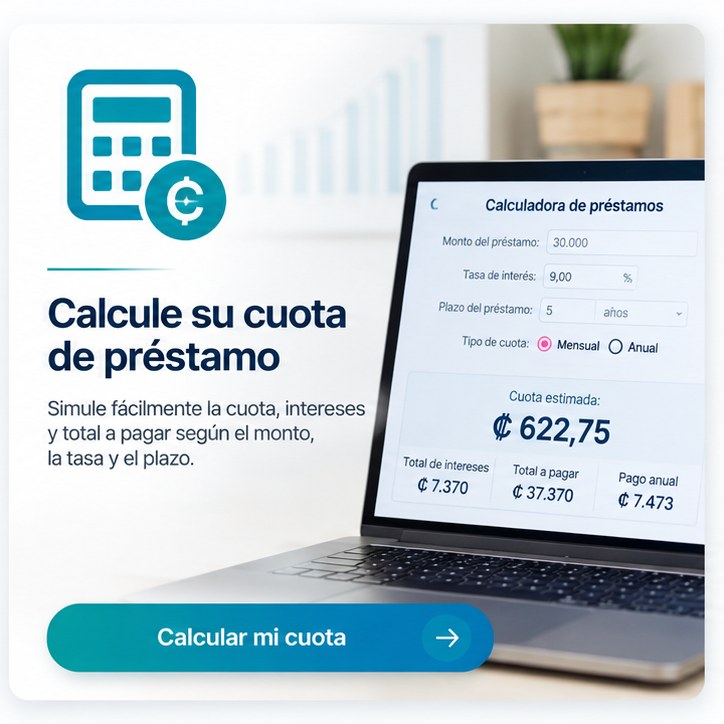 Calcule su cuota
de préstamo
Simule fácilmente la cuota, intereses
y total a pagar según el monto,
la tasa y el plazo.
Calculadora de préstamos
Monto del préstamo: 30.000
Tasa de interés: 9,00 %
Plazo del préstamo: 5 años
Tipo de cuota: Mensual Anual
Cuota estimada:
₡ 622,75
Total de intereses Total a pagar Pago anual
₡ 7.370 ₡ 37.370 ₡ 7.473
Calcular mi cuota